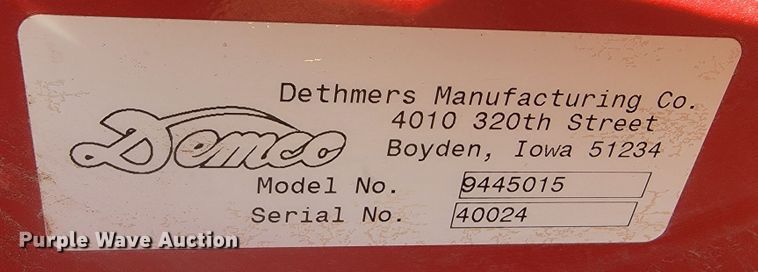 Dethmers Manufacturing Co.
4010 320th Street
Demco
Boyden, Iowa 51234
Model No. 9445015
Serial No. 40024
Purple Wave Auction